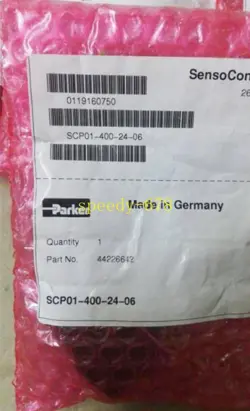 SensoCon
26
0119160750
SCP01-400-24-06
Parker
Made in Germany
speedy
Quantity 1
Part No. 44226642
SCP01-400-24-06